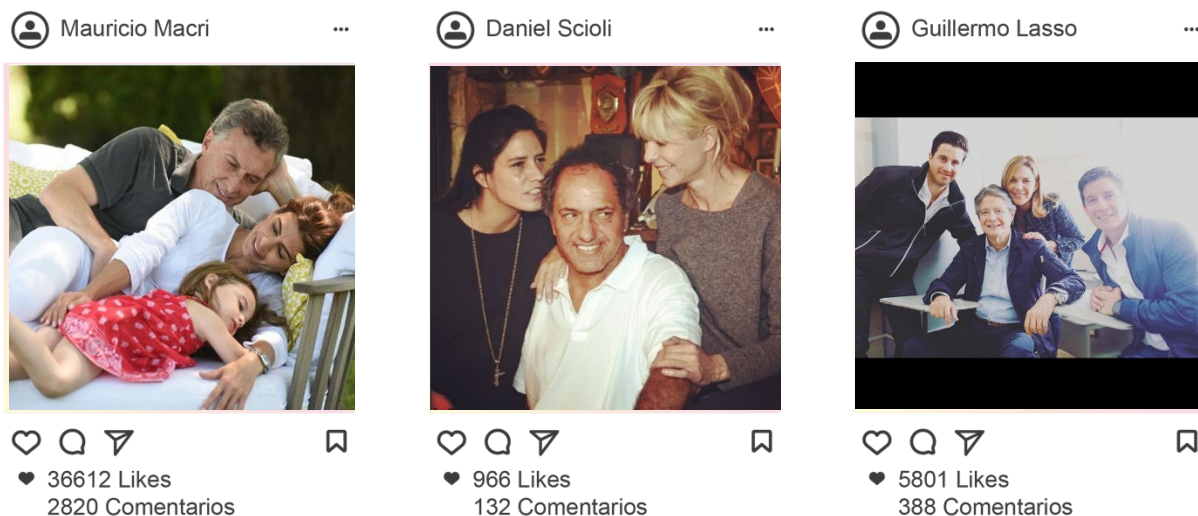 Mauricio Macri
Daniel Scioli
Guillermo Lasso
36612 Likes
2820 Comentarios
966 Likes
132 Comentarios
5801 Likes
388 Comentarios